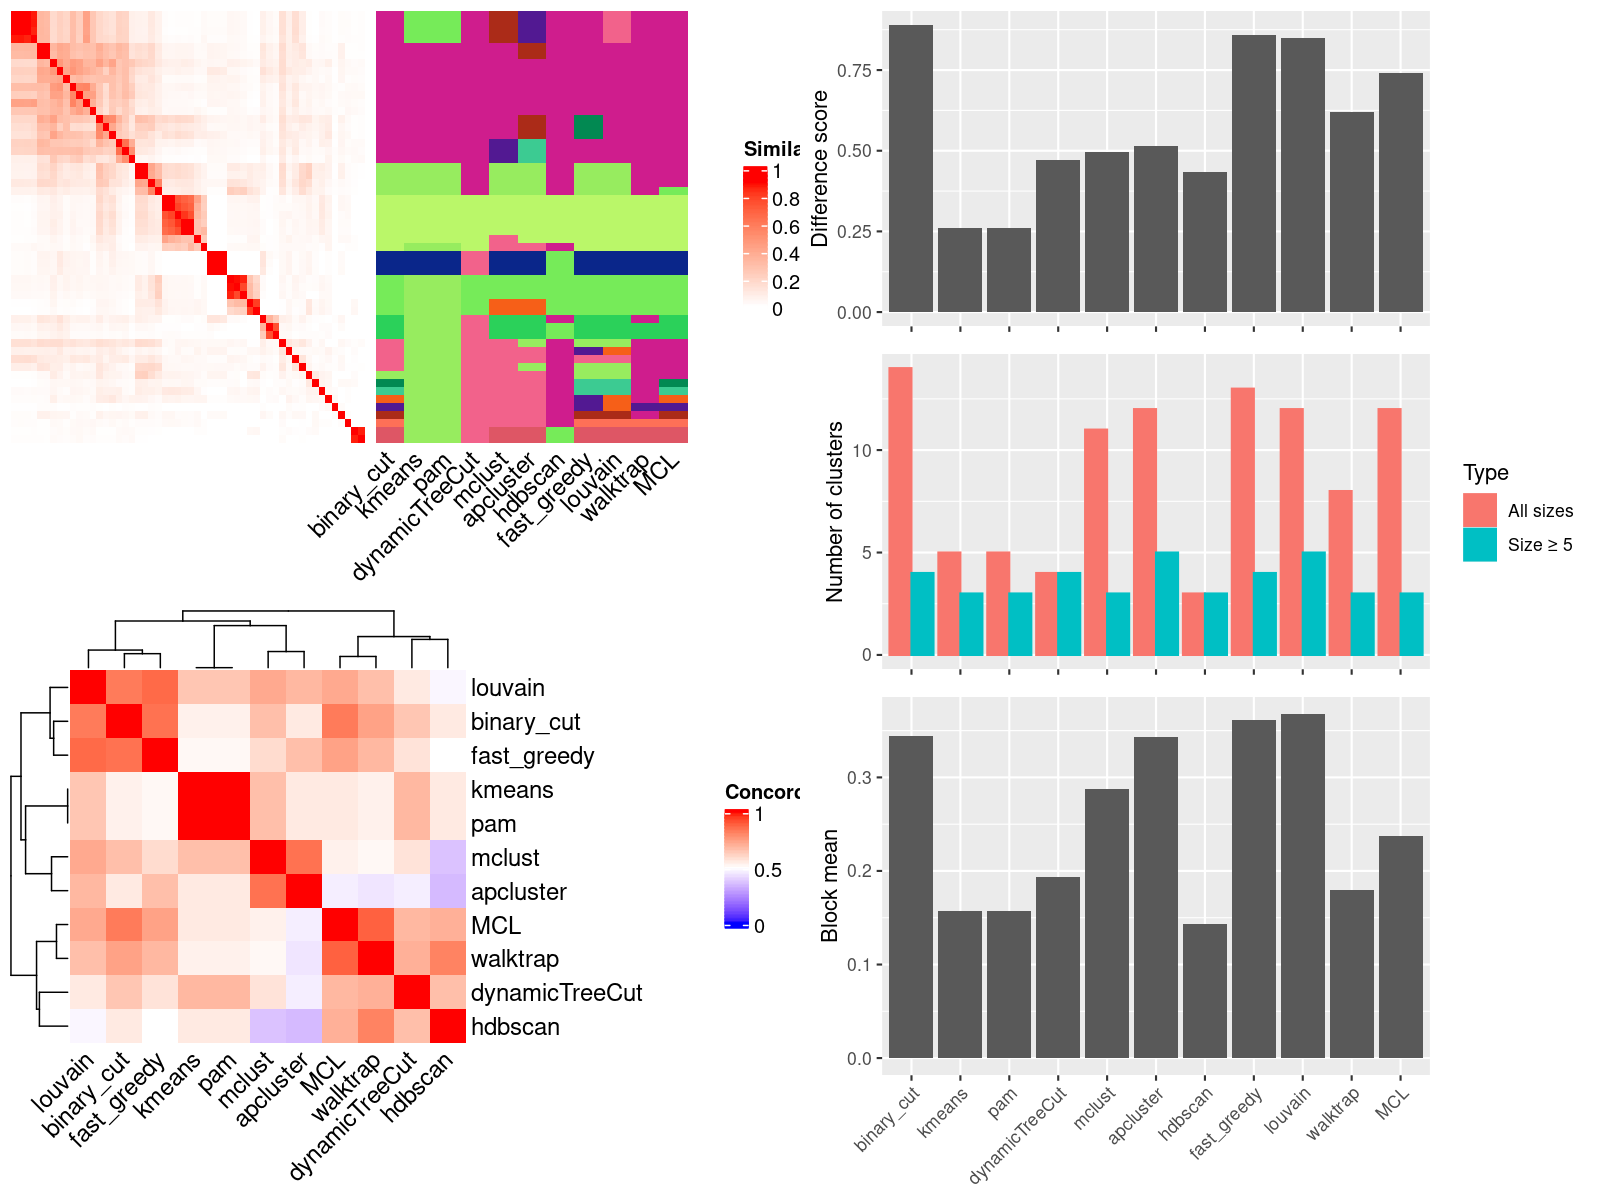 Simila
1
0.8
0.6
0.4
0.2
0
binary_cut
kmeans
pam
dynamicTreeCut
mclust
apcluster
hdbscan
fast_greedy
louvain
walktrap
MCL
Difference score
0.75
0.50
0.25
0.00
Number of clusters
10
5
0
Type
All sizes
Size ≥ 5
Block mean
0.3
0.2
0.1
0.0
binary_cut
kmeans
pam
dynamicTreeCut
mclust
apcluster
hdbscan
fast_greedy
louvain
walktrap
MCL
louvain
binary_cut
fast_greedy
kmeans
pam
mclust
apcluster
MCL
walktrap
dynamicTreeCut
hdbscan
louvain
binary_cut
fast_greedy
kmeans
pam
mclust
apcluster
MCL
walktrap
dynamicTreeCut
hdbscan
Concord
1
0.5
0